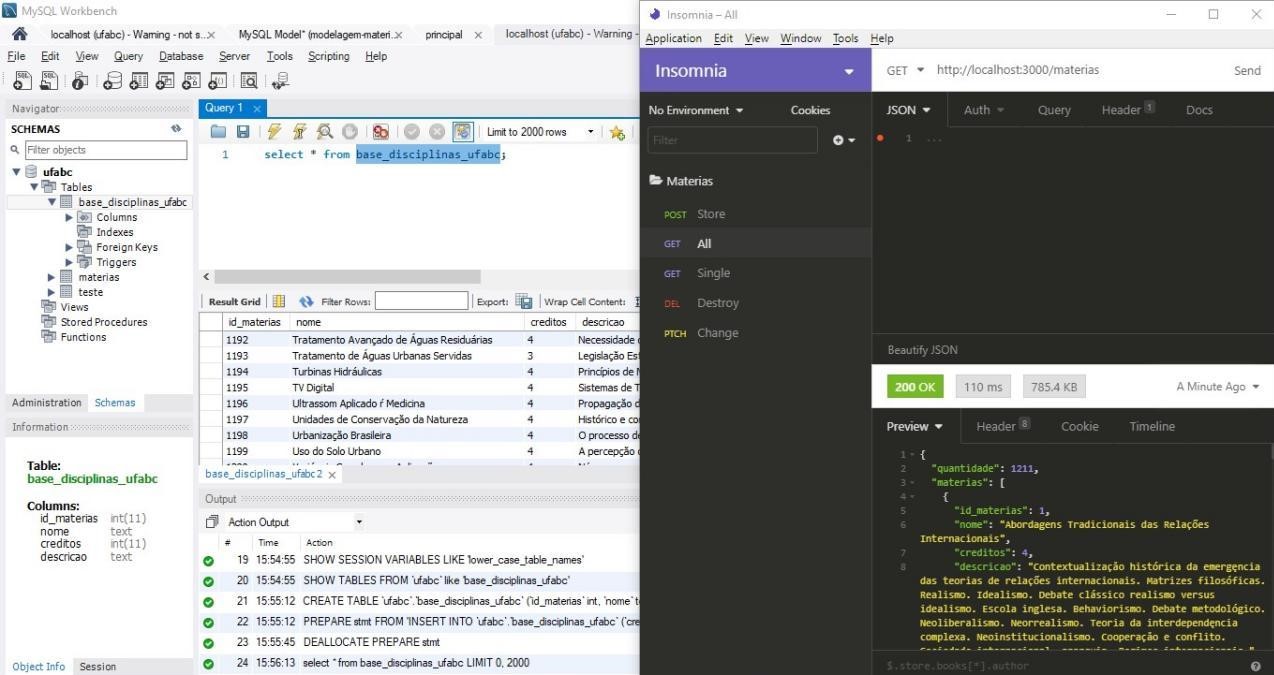 MySQL Workbench
localhost (ufabc) - Warning - not s...
MySQL Model* (modelagem-materi...
principal
localhost (ufabc) - Warning -
File Edit View Query Database Server Tools Scripting Help
Navigator
SCHEMAS
Filter objects
ufabc
Tables
base_disciplinas_ufabc
Columns
Indexes
Foreign Keys
Triggers
materias
teste
Views
Stored Procedures
Functions
Administration Schemas
Information
Table:
base_disciplinas_ufabc
Columns:
id_materias int(11)
nome text
creditos int(11)
descricao text
Object Info Session
Query 1
Limit to 2000 rows
1 select * from base_disciplinas_ufabc;
Result Grid Filter Rows: Export: Wrap Cell Content:
id_materias nome creditos descricao
1192 Tratamento Avançado de Águas Residuárias 4 Necessidade
1193 Tratamento de Águas Urbanas Servidas 3 Legislação Es
1194 Turbinas Hidráulicas 4 Princípios de
1195 TV Digital 4 Sistemas de T
1196 Ultrassom Aplicado ŕ Medicina 4 Propagação d
1197 Unidades de Conservação da Natureza 4 Histórico e co
1198 Urbanização Brasileira 4 O processo de
1199 Uso do Solo Urbano 4 A percepção
base_disciplinas_ufabc 2
Output
Action Output
# Time Action
19 15:54:55 SHOW SESSION VARIABLES LIKE 'lower_case_table_names'
20 15:54:55 SHOW TABLES FROM `ufabc` like 'base_disciplinas_ufabc'
21 15:55:12 CREATE TABLE `ufabc`.`base_disciplinas_ufabc` (`id_materias` int, `nome` t
22 15:55:12 PREPARE stmt FROM 'INSERT INTO `ufabc`.`base_disciplinas_ufabc` (`cre
23 15:55:45 DEALLOCATE PREPARE stmt
24 15:56:13 select * from base_disciplinas_ufabc LIMIT 0, 2000
Insomnia – All
Application Edit View Window Tools Help
Insomnia
No Environment Cookies
Filter
Materias
POST Store
GET All
GET Single
DEL Destroy
PTCH Change
GET http://localhost:3000/materias Send
JSON Auth Query Header 1 Docs
1 ...
Beautify JSON
200 OK 110 ms 785.4 KB A Minute Ago
Preview Header 8 Cookie Timeline
1 {
2 "quantidade": 1211,
3 "materias": [
4 {
5 "id_materias": 1,
6 "nome": "Abordagens Tradicionais das Relações
Internacionais",
7 "creditos": 4,
8 "descricao": "Contextualização histórica da emergęncia
das teorias de relações internacionais. Matrizes filosóficas.
Realismo. Idealismo. Debate clássico realismo versus
idealismo. Escola inglesa. Behaviorismo. Debate metodológico.
Neoliberalismo. Neorrealismo. Teoria da interdependęncia
complexa. Neoinstitucionalismo. Cooperação e conflito.
$.store.books[*].author